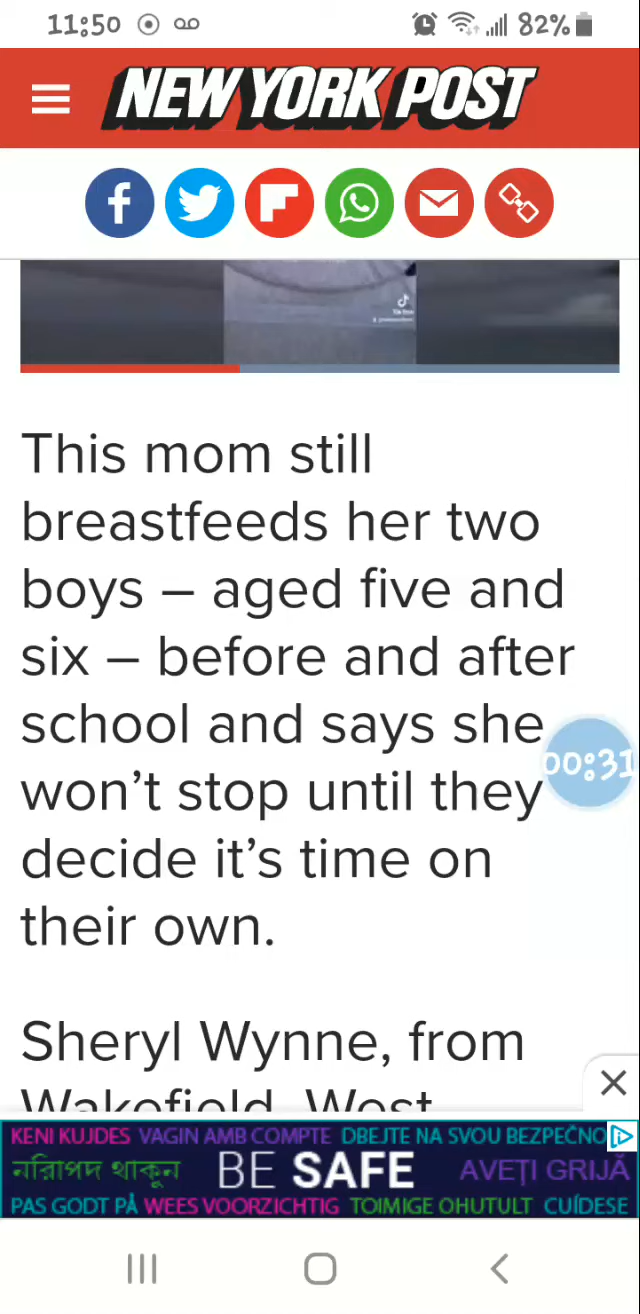 11:50
82%
NEW YORK POST
This mom still
breastfeeds her two
boys – aged five and
six – before and after
school and says she
00:31
won't stop until they
decide it's time on
their own.
Sheryl Wynne, from
Wakefield, West
KENI KUJDES VAGIN AMB COMPTE DBEJTE NA SVOU BEZPEČNO
নিরাপদ থাকুন BE SAFE AVEȚI GRIJĂ
PAS GODT PÅ WEES VOORZICHTIG TOIMIGE OHUTULT CUÍDESE